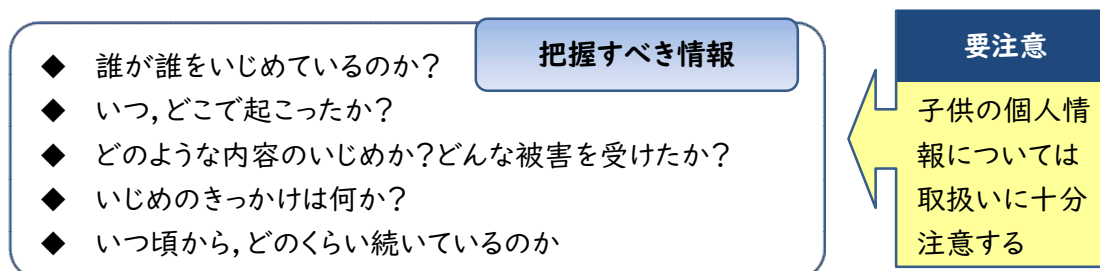 把握すべき情報
◆ 誰が誰をいじめているのか?
◆ いつ,どこで起こったか?
◆ どのような内容のいじめか?どんな被害を受けたか?
◆ いじめのきっかけは何か?
◆ いつ頃から,どのくらい続いているのか
要注意
子供の個人情
報については
取扱いに十分
注意する